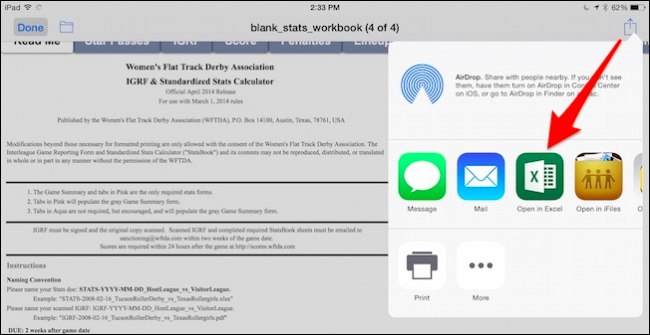 iPad
2:33 PM
62%
Done
blank_stats_workbook (4 of 4)
Read Me
Star Passes
IGRF
Score
Penalties
Lineups
Women's Flat Track Derby Association
IGRF & Standardized Stats Calculator
Official April 2014 Release
For use with March 1, 2014 rules
Published by the Women's Flat Track Derby Association (WFTDA), P.O. Box 14100, Austin, Texas, 78761, USA
Modifications beyond those necessary for formatted printing are only allowed with the consent of the Women's Flat Track Derby Association. The
Interleague Game Reporting Form and Standardized Stats Calculator ("StatsBook") and its contents may not be reproduced, distributed, or translated
in whole or in part in any manner without the permission of the WFTDA.
1. The Game Summary and tabs in Pink are the only required stats forms.
2. Tabs in Pink will populate the gray Game Summary form.
3. Tabs in Aqua are not required, but encouraged, and will populate the gray Game Summary form.
IGRF must be signed and the original copy scanned. Scanned IGRF and completed required StatsBook sheets must be emailed to
sanctioning@wftda.com within two weeks of the game date.
Scores are required within 24 hours after the game at http://scores.wftda.com
Instructions
Naming Convention
Please name your stats doc: STATS-YYYY-MM-DD_HostLeague_vs_VisitorLeague.
Example: "STATS-2008-02-16_TucsonRollerDerby_vs_TexasRollergirls.xlsx"
Please name your scanned IGRF: IGRF-YYYY-MM-DD_HostLeague_vs_VisitorLeague.
Example: "IGRF-2008-02-16_TucsonRollerDerby_vs_TexasRollergirls.pdf"
DUE: 2 weeks after game date
AirDrop. Share with people nearby. If you
see
them, have them turn on AirDrop in Control Center
on iOS, or go to AirDrop in Finder on
Message
Mail
Open in Excel
Open in iFiles
Print
More